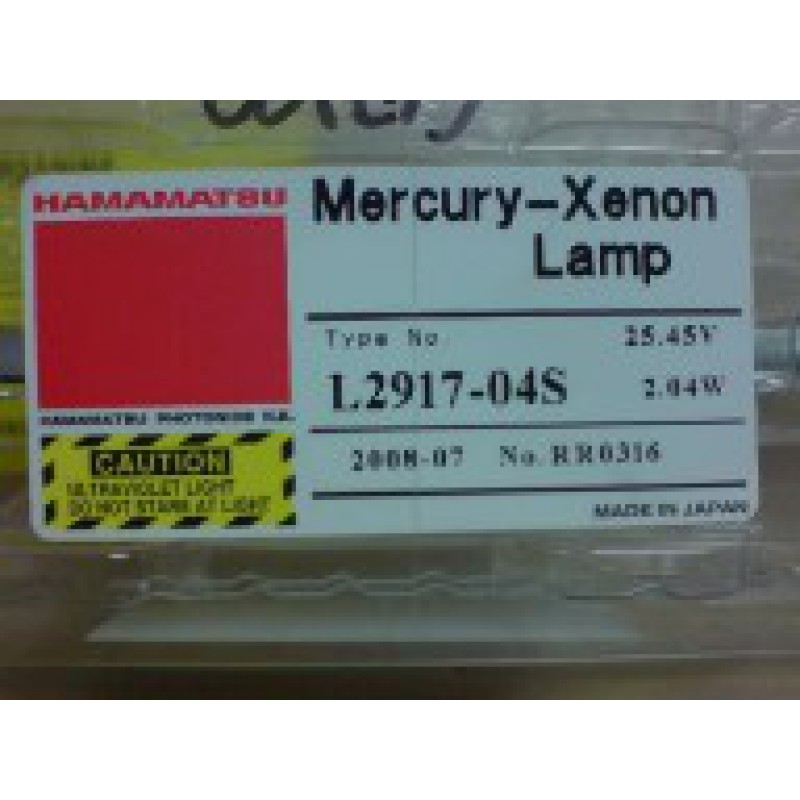 HAMAMATSU
Mercury-Xenon
Lamp
Type No.
25.45V
L2917-04S
2.04W
2008-07 No. RR0316
MADE IN JAPAN
HAMAMATSU PHOTONICS K.K.
CAUTION
ULTRAVIOLET LIGHT
DO NOT STARE AT LIGHT